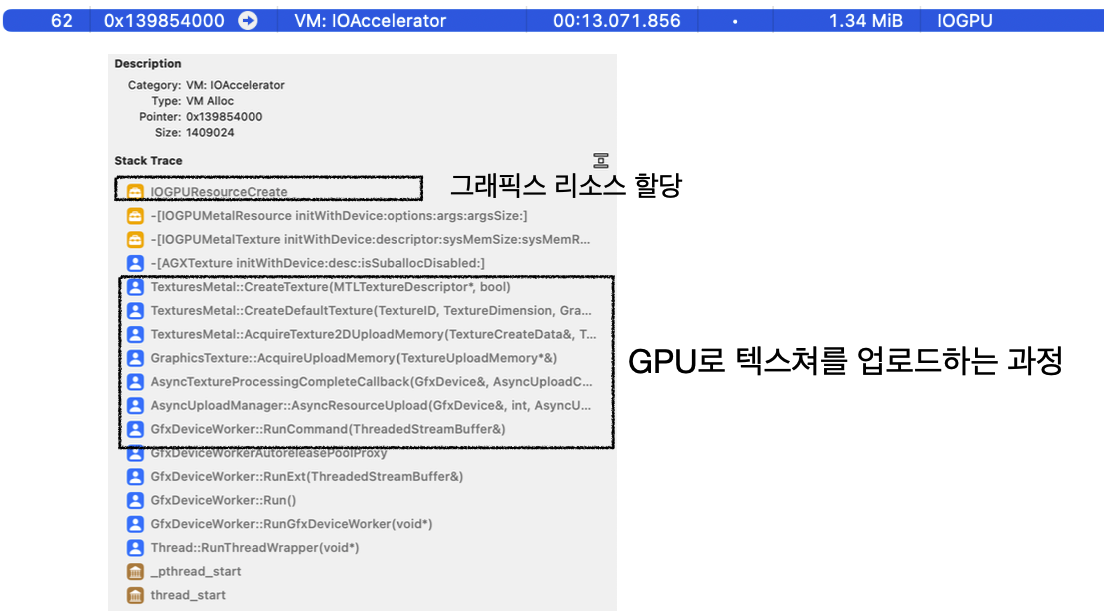 62 0x139854000 VM: IOAccelerator 00:13.071.856 • 1.34 MiB IOGPU
Description
Category: VM: IOAccelerator
Type: VM Alloc
Pointer: 0x139854000
Size: 1409024
Stack Trace
IOGPUResourceCreate
그래픽스 리소스 할당
-[IOGPUMetalResource initWithDevice:options:args:argsSize:]
-[IOGPUMetalTexture initWithDevice:descriptor:sysMemSize:sysMemR...
-[AGXTexture initWithDevice:desc:isSuballocDisabled:]
TexturesMetal::CreateTexture(MTLTextureDescriptor*, bool)
TexturesMetal::CreateDefaultTexture(TextureID, TextureDimension, Gra...
TexturesMetal::AcquireTexture2DUploadMemory(TextureCreateData&, T...
GraphicsTexture::AcquireUploadMemory(TextureUploadMemory*&)
GPU로 텍스쳐를 업로드하는 과정
AsyncTextureProcessingCompleteCallback(GfxDevice&, AsyncUploadC...
AsyncUploadManager::AsyncResourceUpload(GfxDevice&, int, AsyncU...
GfxDeviceWorker::RunCommand(ThreadedStreamBuffer&)
GfxDeviceWorkerAutoreleasePoolProxy
GfxDeviceWorker::RunExt(ThreadedStreamBuffer&)
GfxDeviceWorker::Run()
GfxDeviceWorker::RunGfxDeviceWorker(void*)
Thread::RunThreadWrapper(void*)
_pthread_start
thread_start